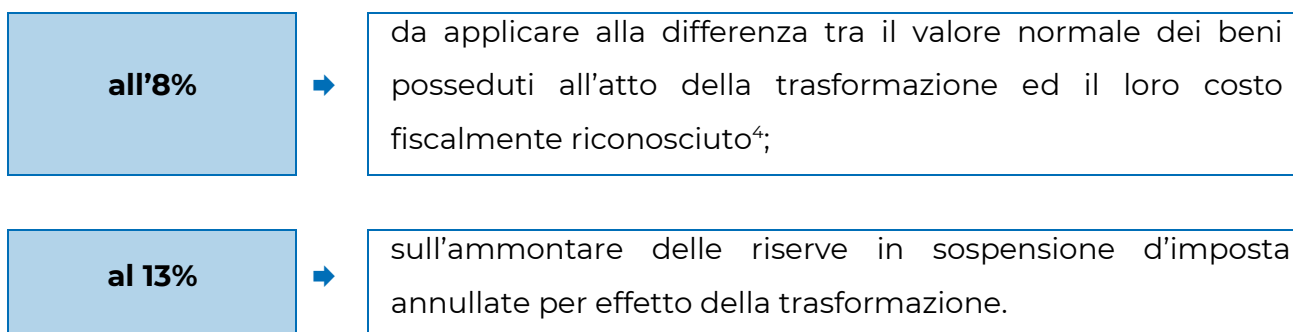 all’8%
da applicare alla differenza tra il valore normale dei beni
posseduti all’atto della trasformazione ed il loro costo
fiscalmente riconosciuto⁴;
al 13%
sull’ammontare delle riserve in sospensione d’imposta
annullate per effetto della trasformazione.